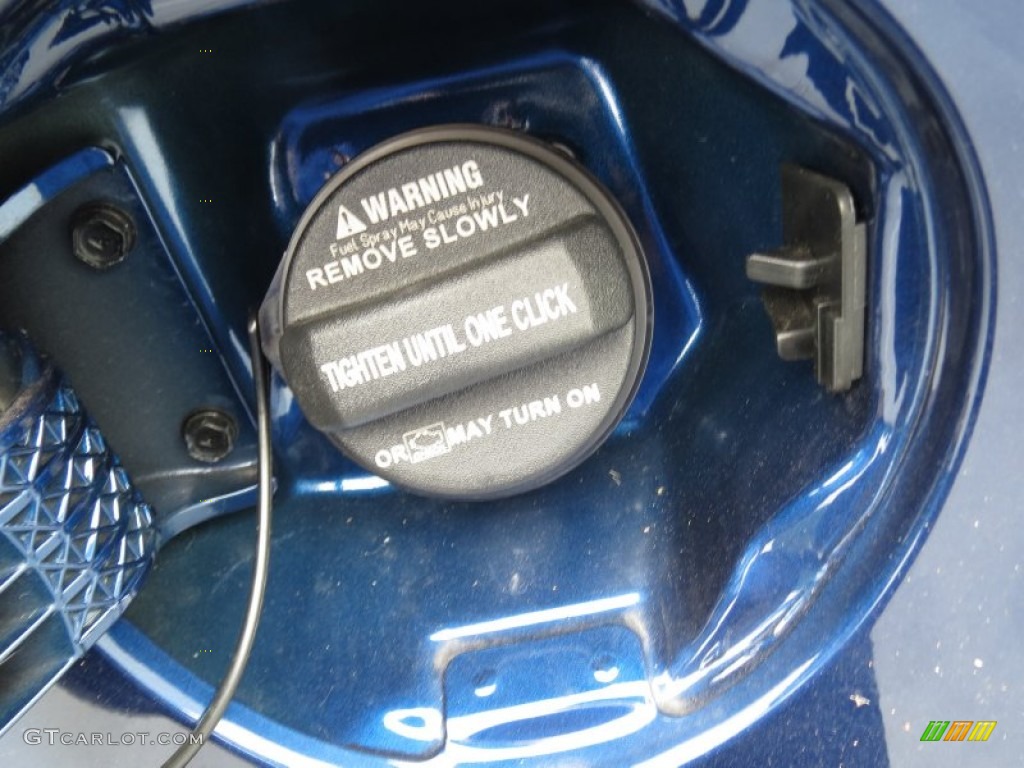 WARNING
Fuel Spray May Cause Injury
REMOVE SLOWLY
TIGHTEN UNTIL ONE CLICK
OR MAY TURN ON
GTCARLOT.COM